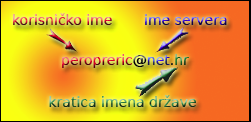 korisničko ime
ime servera
peropreric@net.hr
kratica imena države